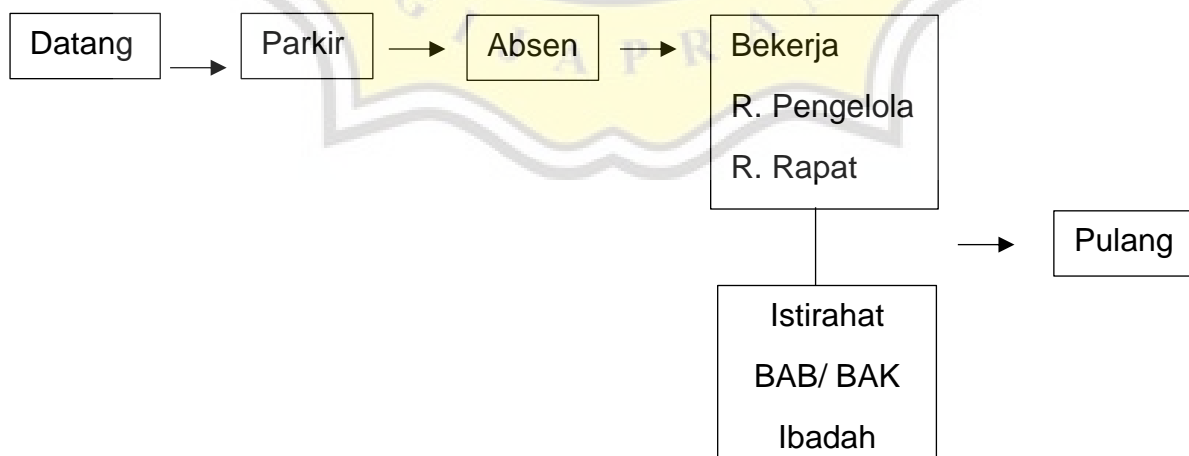 Datang
Parkir
Absen
Bekerja
R. Pengelola
R. Rapat
Pulang
Istirahat
BAB/ BAK
Ibadah
G I J A P R A